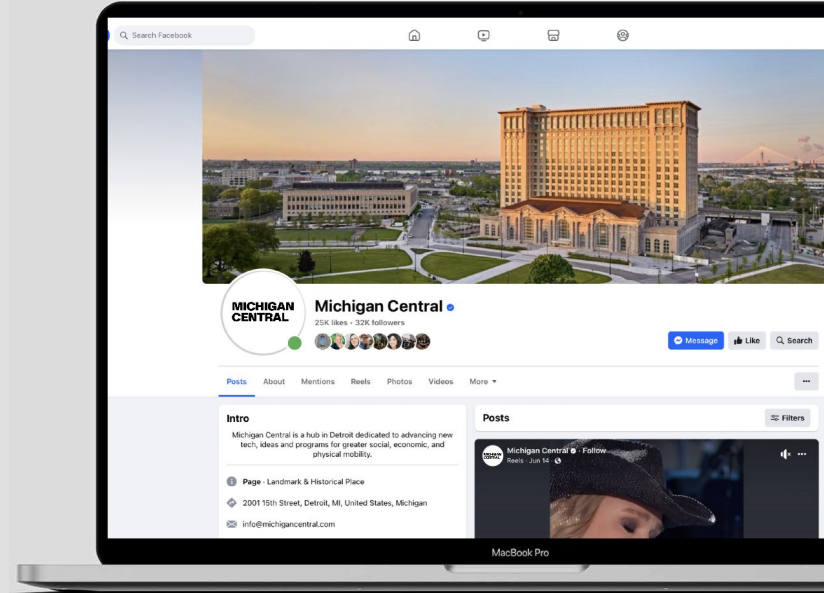 Search Facebook
MICHIGAN
CENTRAL
Michigan Central
25K likes · 32K followers
Message
Like
Search
Posts
About
Mentions
Reels
Photos
Videos
More
Intro
Michigan Central is a hub in Detroit dedicated to advancing new
tech, ideas and programs for greater social, economic, and
physical mobility.
Page · Landmark & Historical Place
2001 15th Street, Detroit, MI, United States, Michigan
info@michigancentral.com
Posts
Filters
MICHIGAN
CENTRAL
Michigan Central · Follow
Reels · Jun 14 ·
MacBook Pro